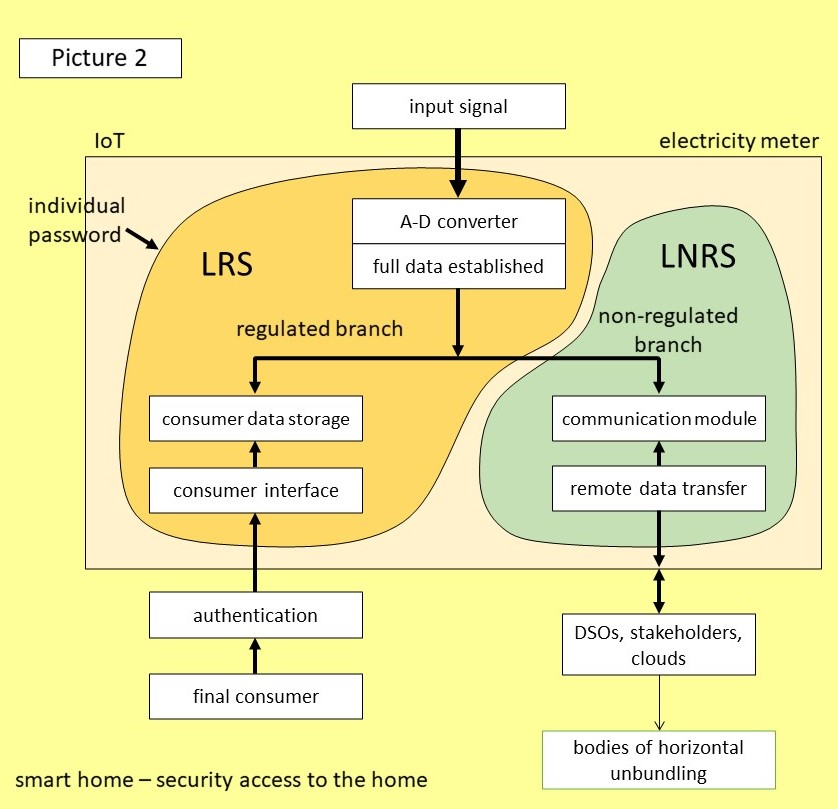 Picture 2
input signal
IoT
electricity meter
individual
password
A-D converter
full data established
LRS
LNRS
regulated branch
non-regulated
branch
consumer data storage
communication module
consumer interface
remote data transfer
authentication
DSOs, stakeholders,
clouds
final consumer
bodies of horizontal
unbundling
smart home – security access to the home